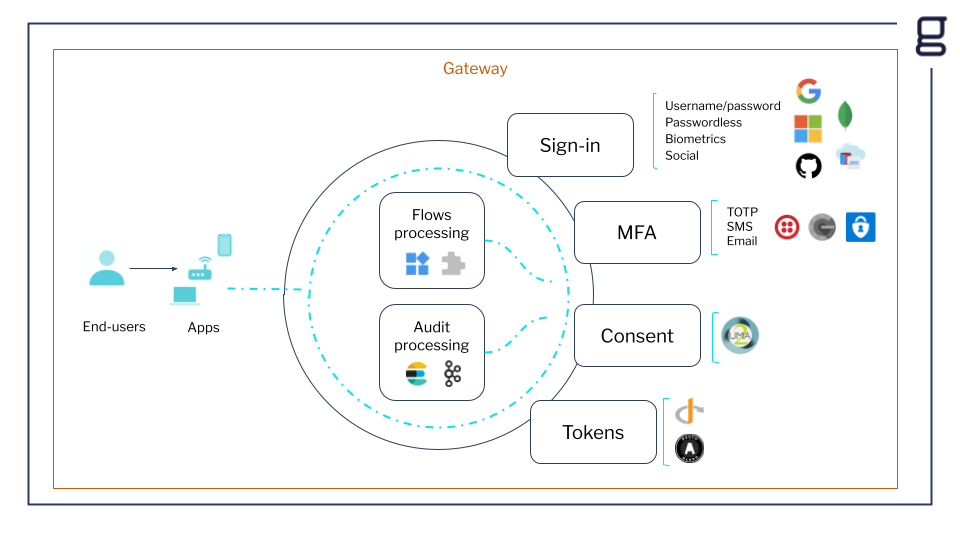 g
Gateway
Sign-in
Username/password
Passwordless
Biometrics
Social
Flows
processing
MFA
TOTP
SMS
Email
End-users
Apps
Audit
processing
Consent
UMA
2
Tokens
A